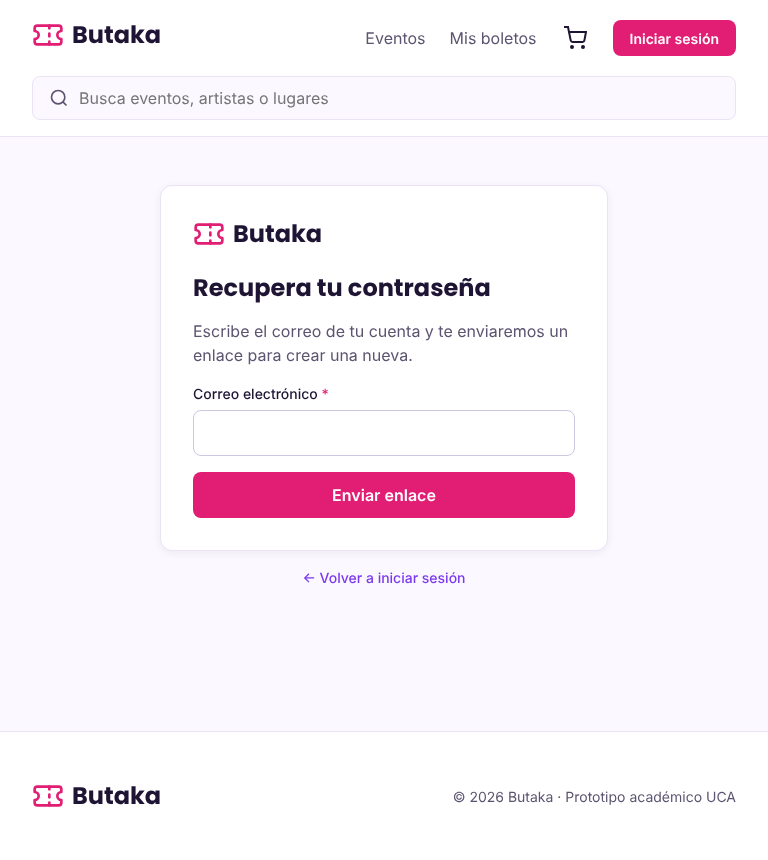 Butaka
Eventos
Mis boletos
Iniciar sesión
Busca eventos, artistas o lugares
Butaka
Recupera tu contraseña
Escribe el correo de tu cuenta y te enviaremos un
enlace para crear una nueva.
Correo electrónico *
Enviar enlace
← Volver a iniciar sesión
Butaka
© 2026 Butaka · Prototipo académico UCA